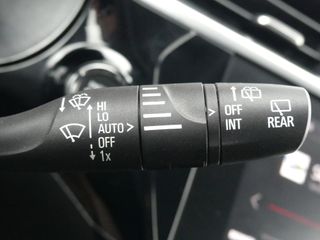 HI
LO
AUTO >
OFF
1x
OFF
INT
REAR